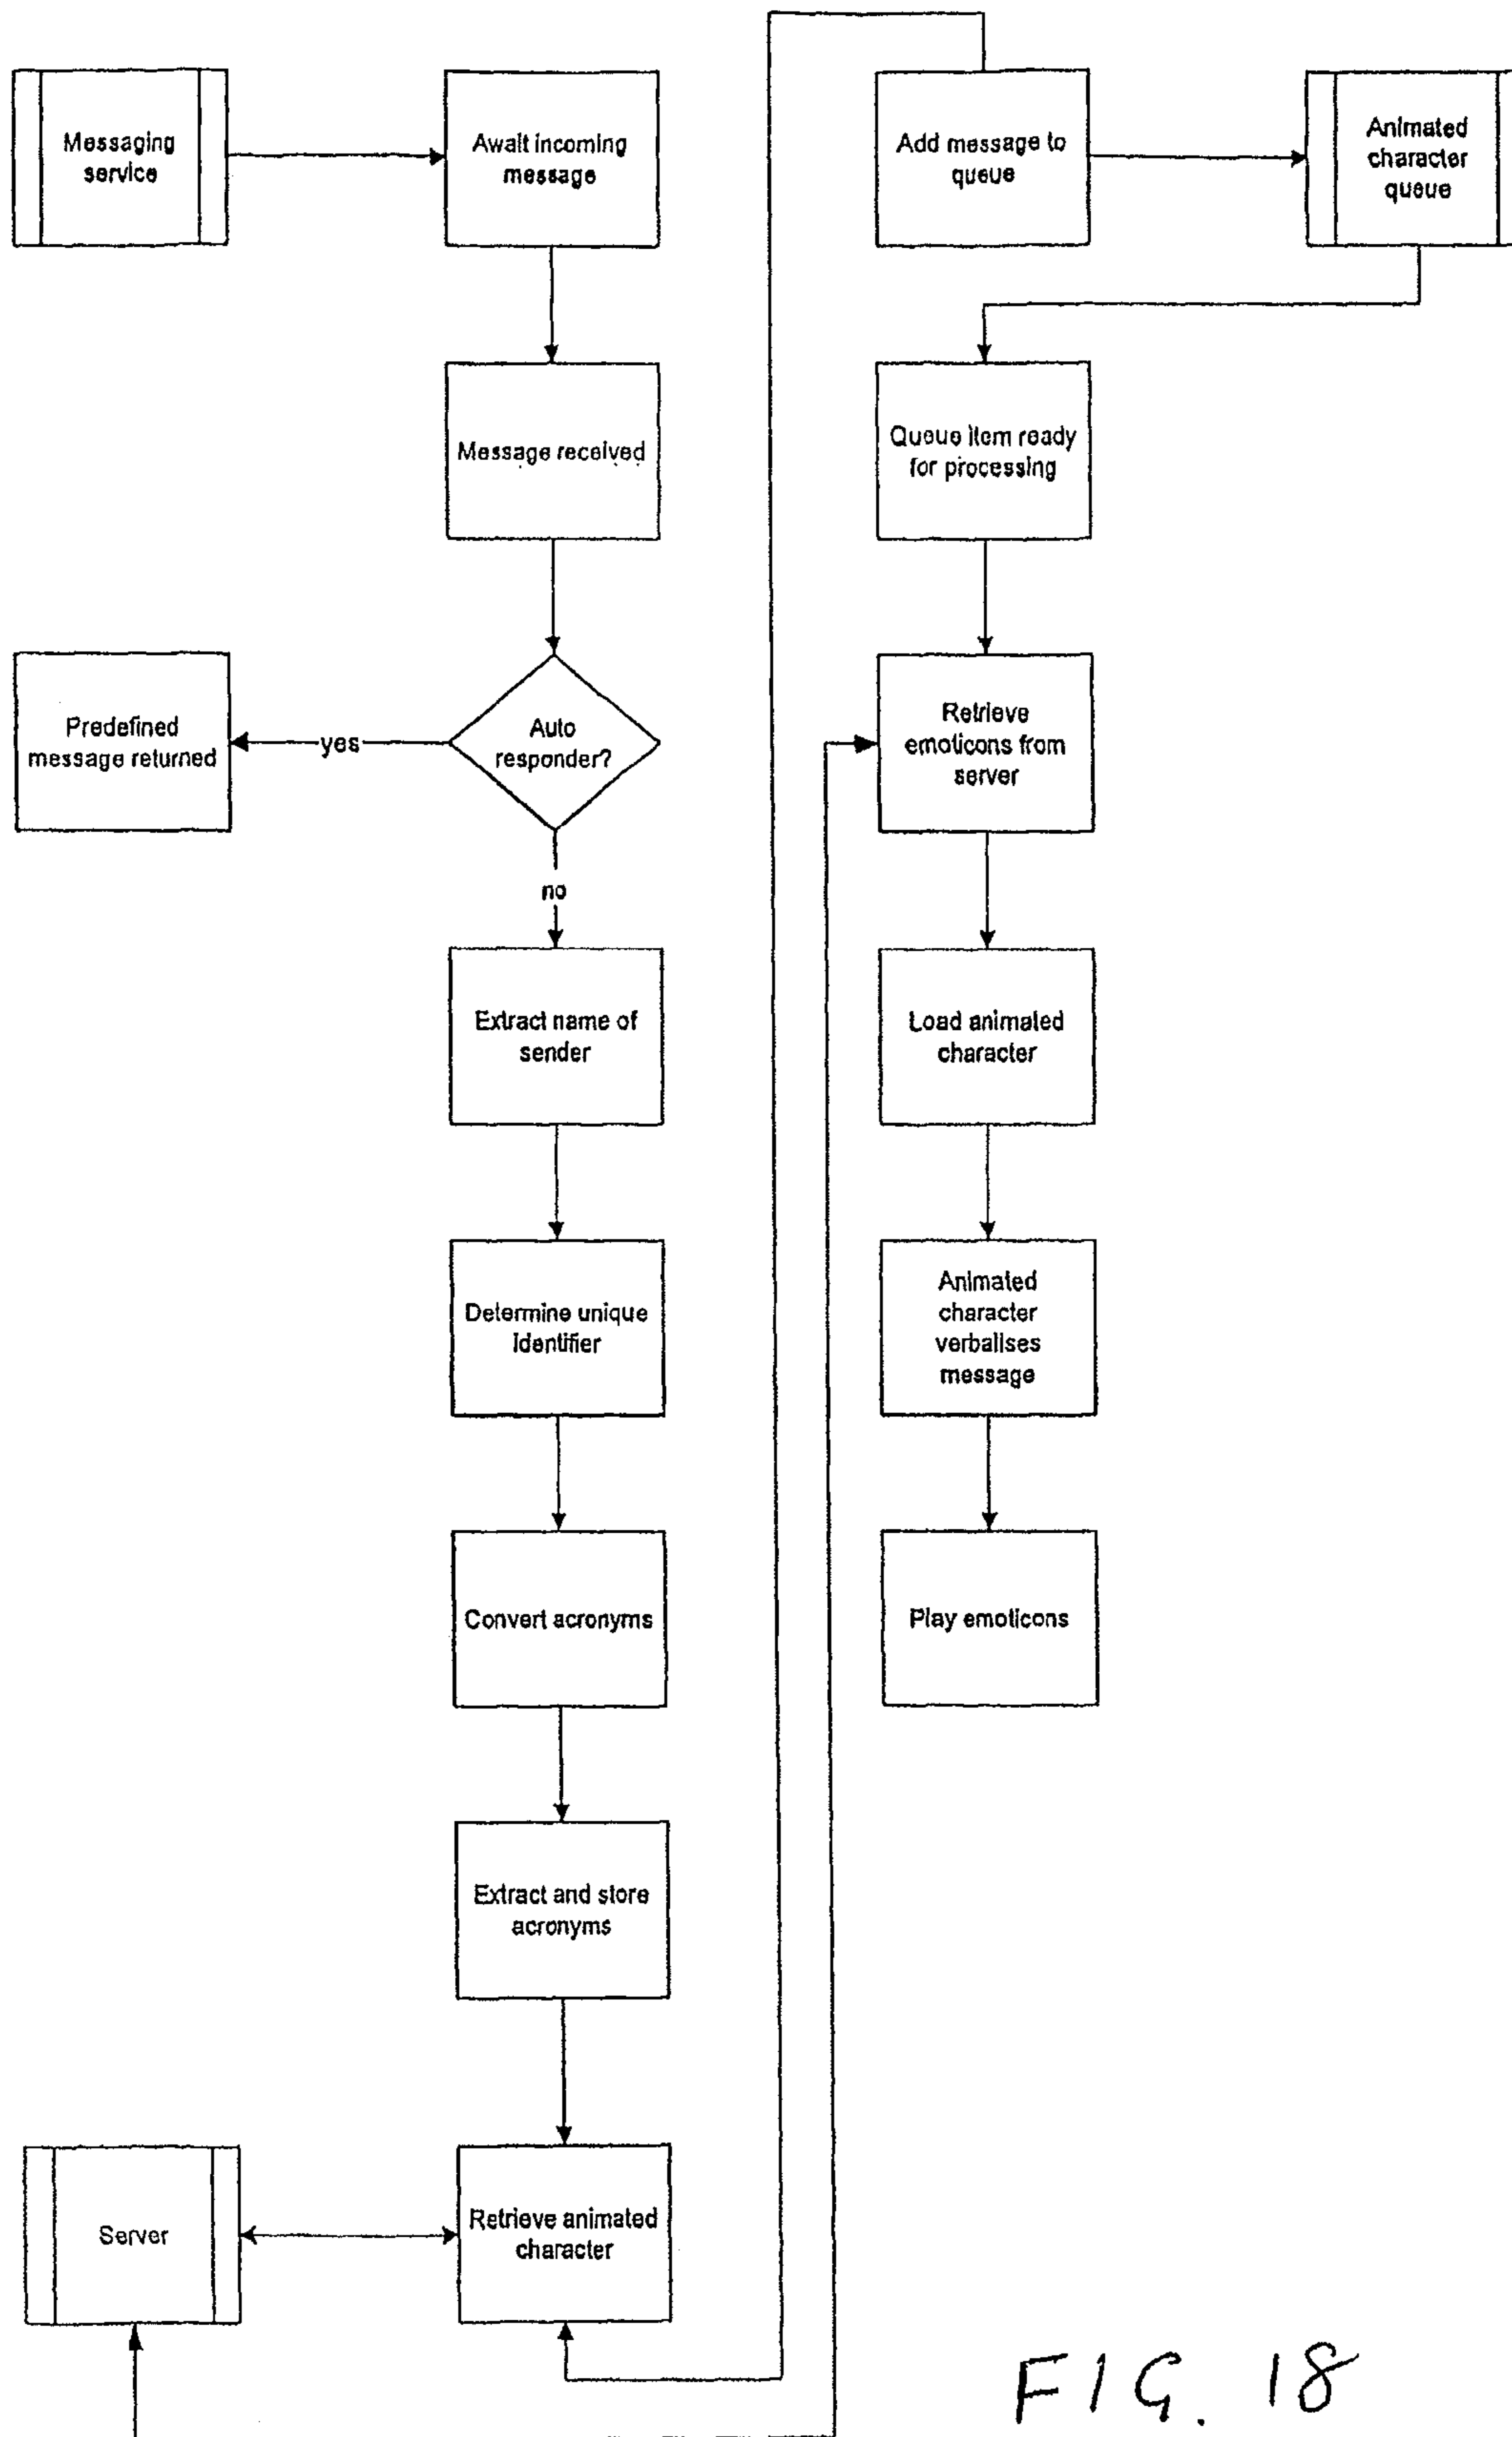 Messaging
service
Await incoming
message
Message received
Auto
responder?
yes
Predefined
message returned
no
Extract name of
sender
Determine unique
identifier
Convert acronyms
Extract and store
acronyms
Retrieve animated
character
Server
Add message to
queue
Animated
character
queue
Queue item ready
for processing
Retrieve
emoticons from
server
Load animated
character
Animated
character
verbalises
message
Play emoticons
FIG. 18